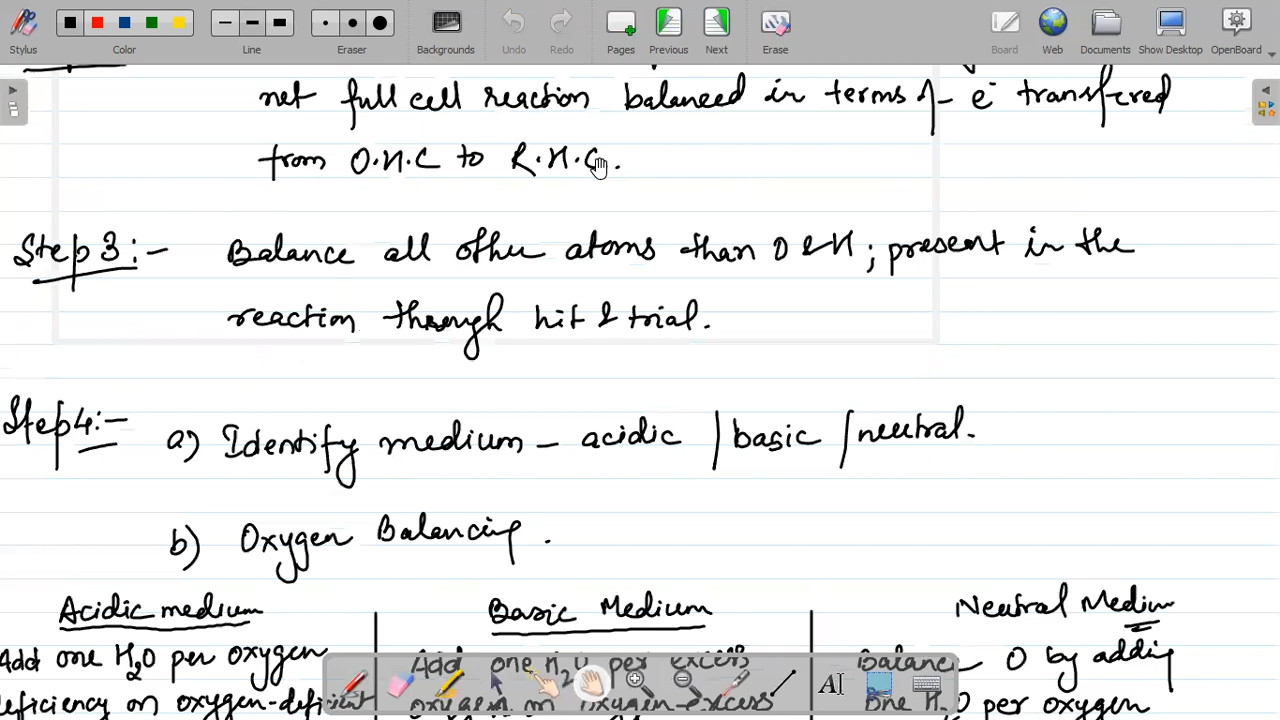 Stylus Color Line Eraser Backgrounds Undo Redo Pages Previous Next Erase Board Web Documents Show Desktop OpenBoard
net full cell reaction balanced in terms of e⁻ transferred
from O.H.C to R.H.C.
Step 3:- Balance all other atoms than O & H; present in the
reaction through hit & trial.
Step 4:- a) Identify medium - acidic / basic / neutral.
b) Oxygen Balancing.
Acidic medium
Add one H₂O per oxygen
deficiency on oxygen-deficient
Basic Medium
Add one H₂O per excess
oxygen on oxygen-excess
Neutral Medium
Balance O by adding
one H₂O per oxygen